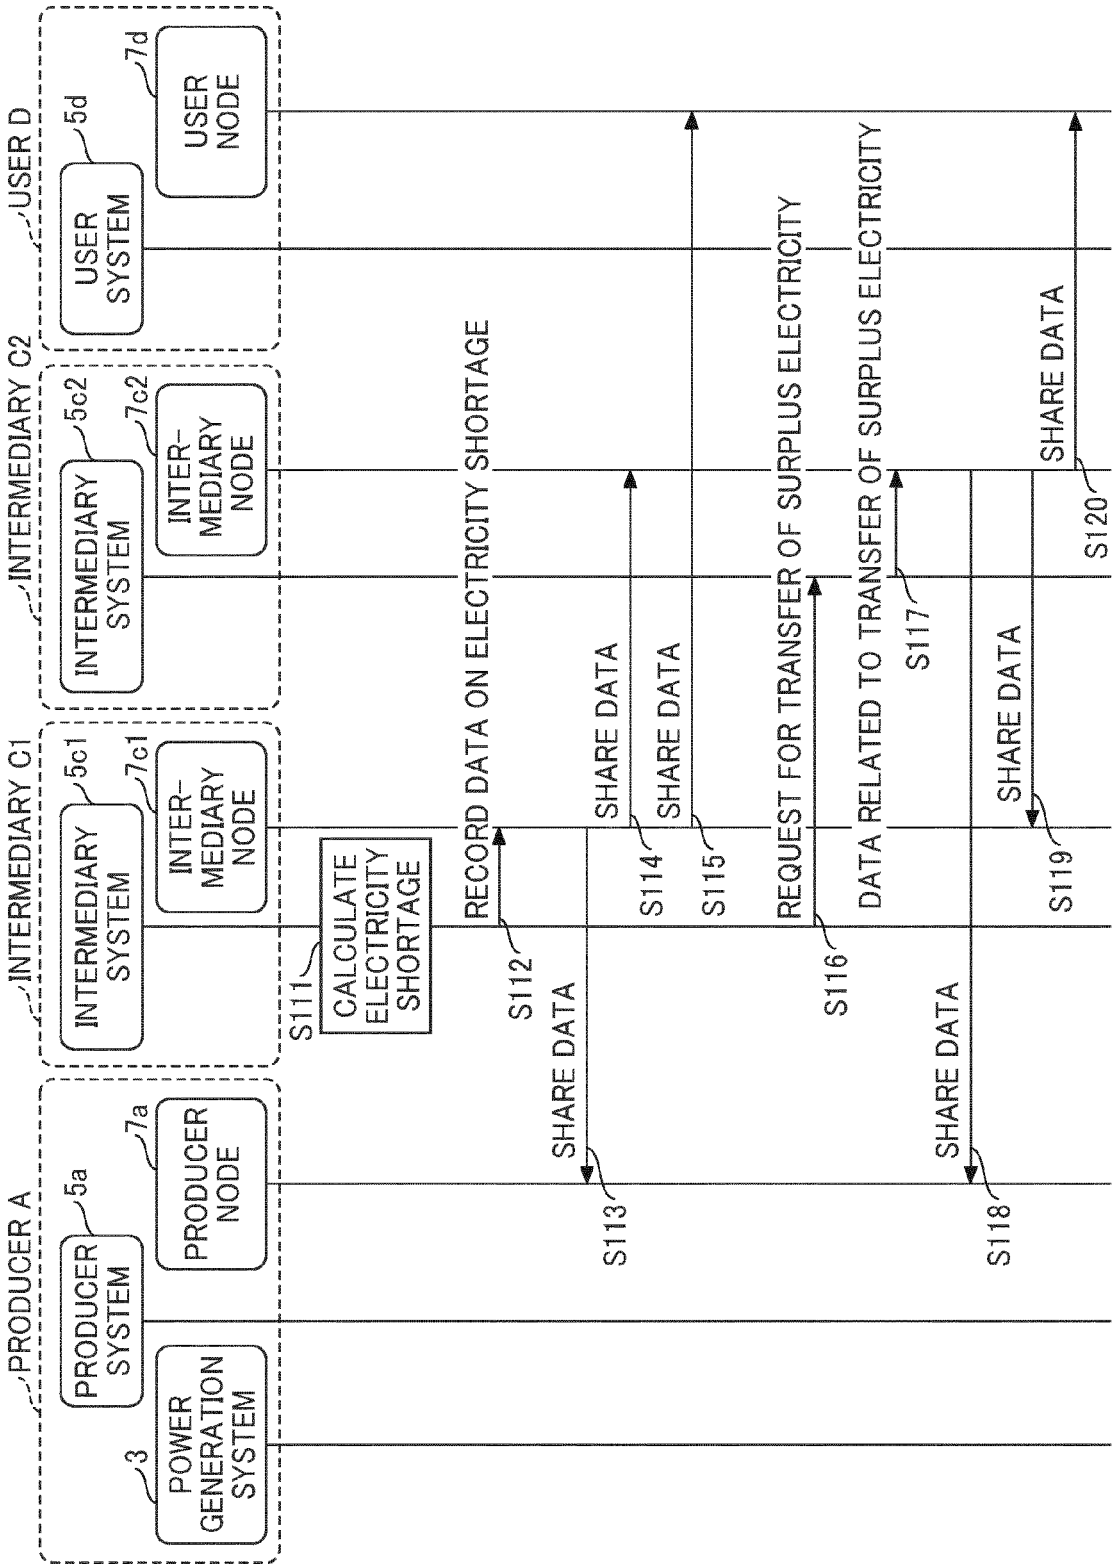 PRODUCER A
3
POWER
GENERATION
SYSTEM
5a
PRODUCER
SYSTEM
7a
PRODUCER
NODE
INTERMEDIARY C1
5c1
INTERMEDIARY
SYSTEM
7c1
INTER-
MEDIARY
NODE
INTERMEDIARY C2
5c2
INTERMEDIARY
SYSTEM
7c2
INTER-
MEDIARY
NODE
USER D
5d
USER
SYSTEM
7d
USER
NODE
S111
CALCULATE
ELECTRICITY
SHORTAGE
RECORD DATA ON ELECTRICITY SHORTAGE
S112
SHARE DATA
S113
SHARE DATA
S114
SHARE DATA
S115
REQUEST FOR TRANSFER OF SURPLUS ELECTRICITY
S116
DATA RELATED TO TRANSFER OF SURPLUS ELECTRICITY
S117
SHARE DATA
S118
SHARE DATA
S119
SHARE DATA
S120